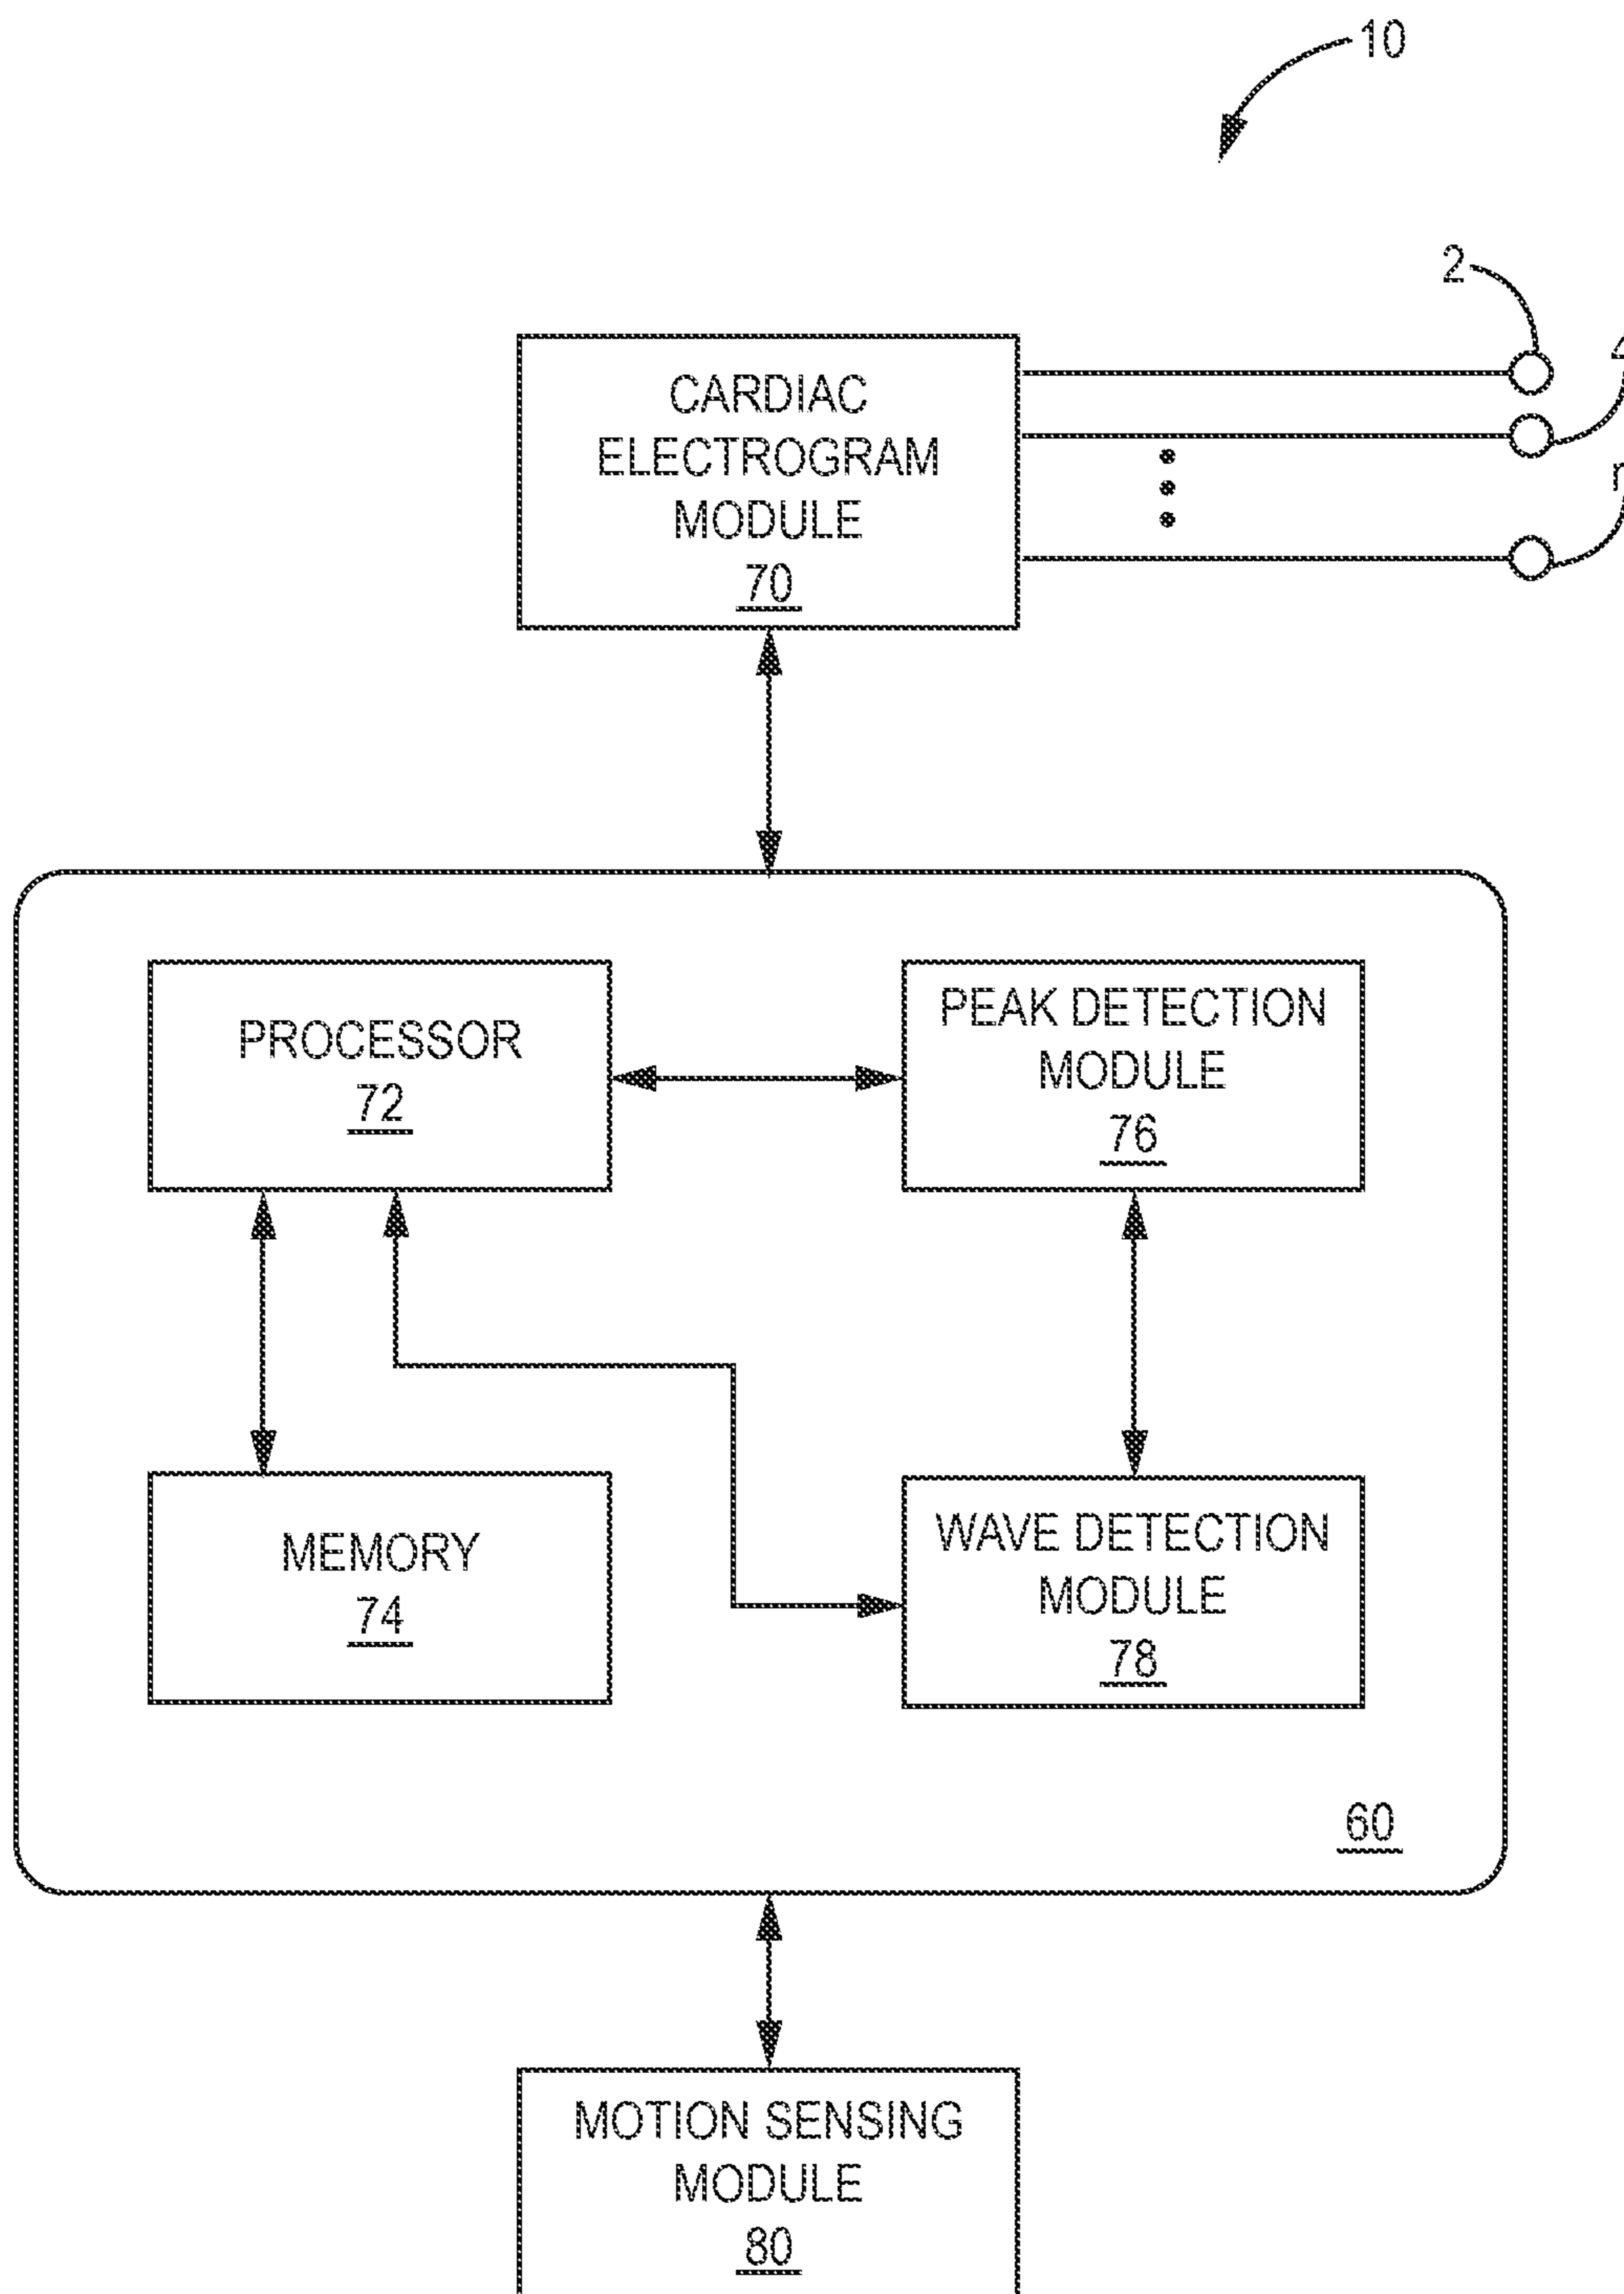 10
2
CARDIAC
ELECTROGRAM
MODULE
70
PROCESSOR
72
PEAK DETECTION
MODULE
76
MEMORY
74
WAVE DETECTION
MODULE
78
60
MOTION SENSING
MODULE
80